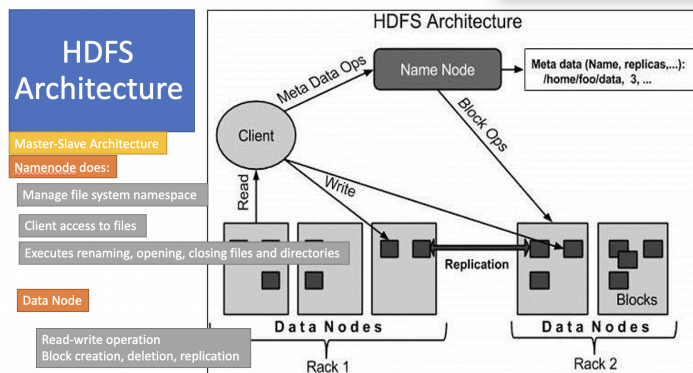 HDFS
Architecture
Master-Slave Architecture
Namenode does:
Manage file system namespace
Client access to files
Executes renaming, opening, closing files and directories
Data Node
Read-write operation
Block creation, deletion, replication
HDFS Architecture
Meta Data Ops
Name Node
Meta data (Name, replicas,...):
/home/foo/data, 3, ...
Client
Block Ops
Read
Write
Replication
Blocks
Data Nodes
Data Nodes
Rack 1
Rack 2